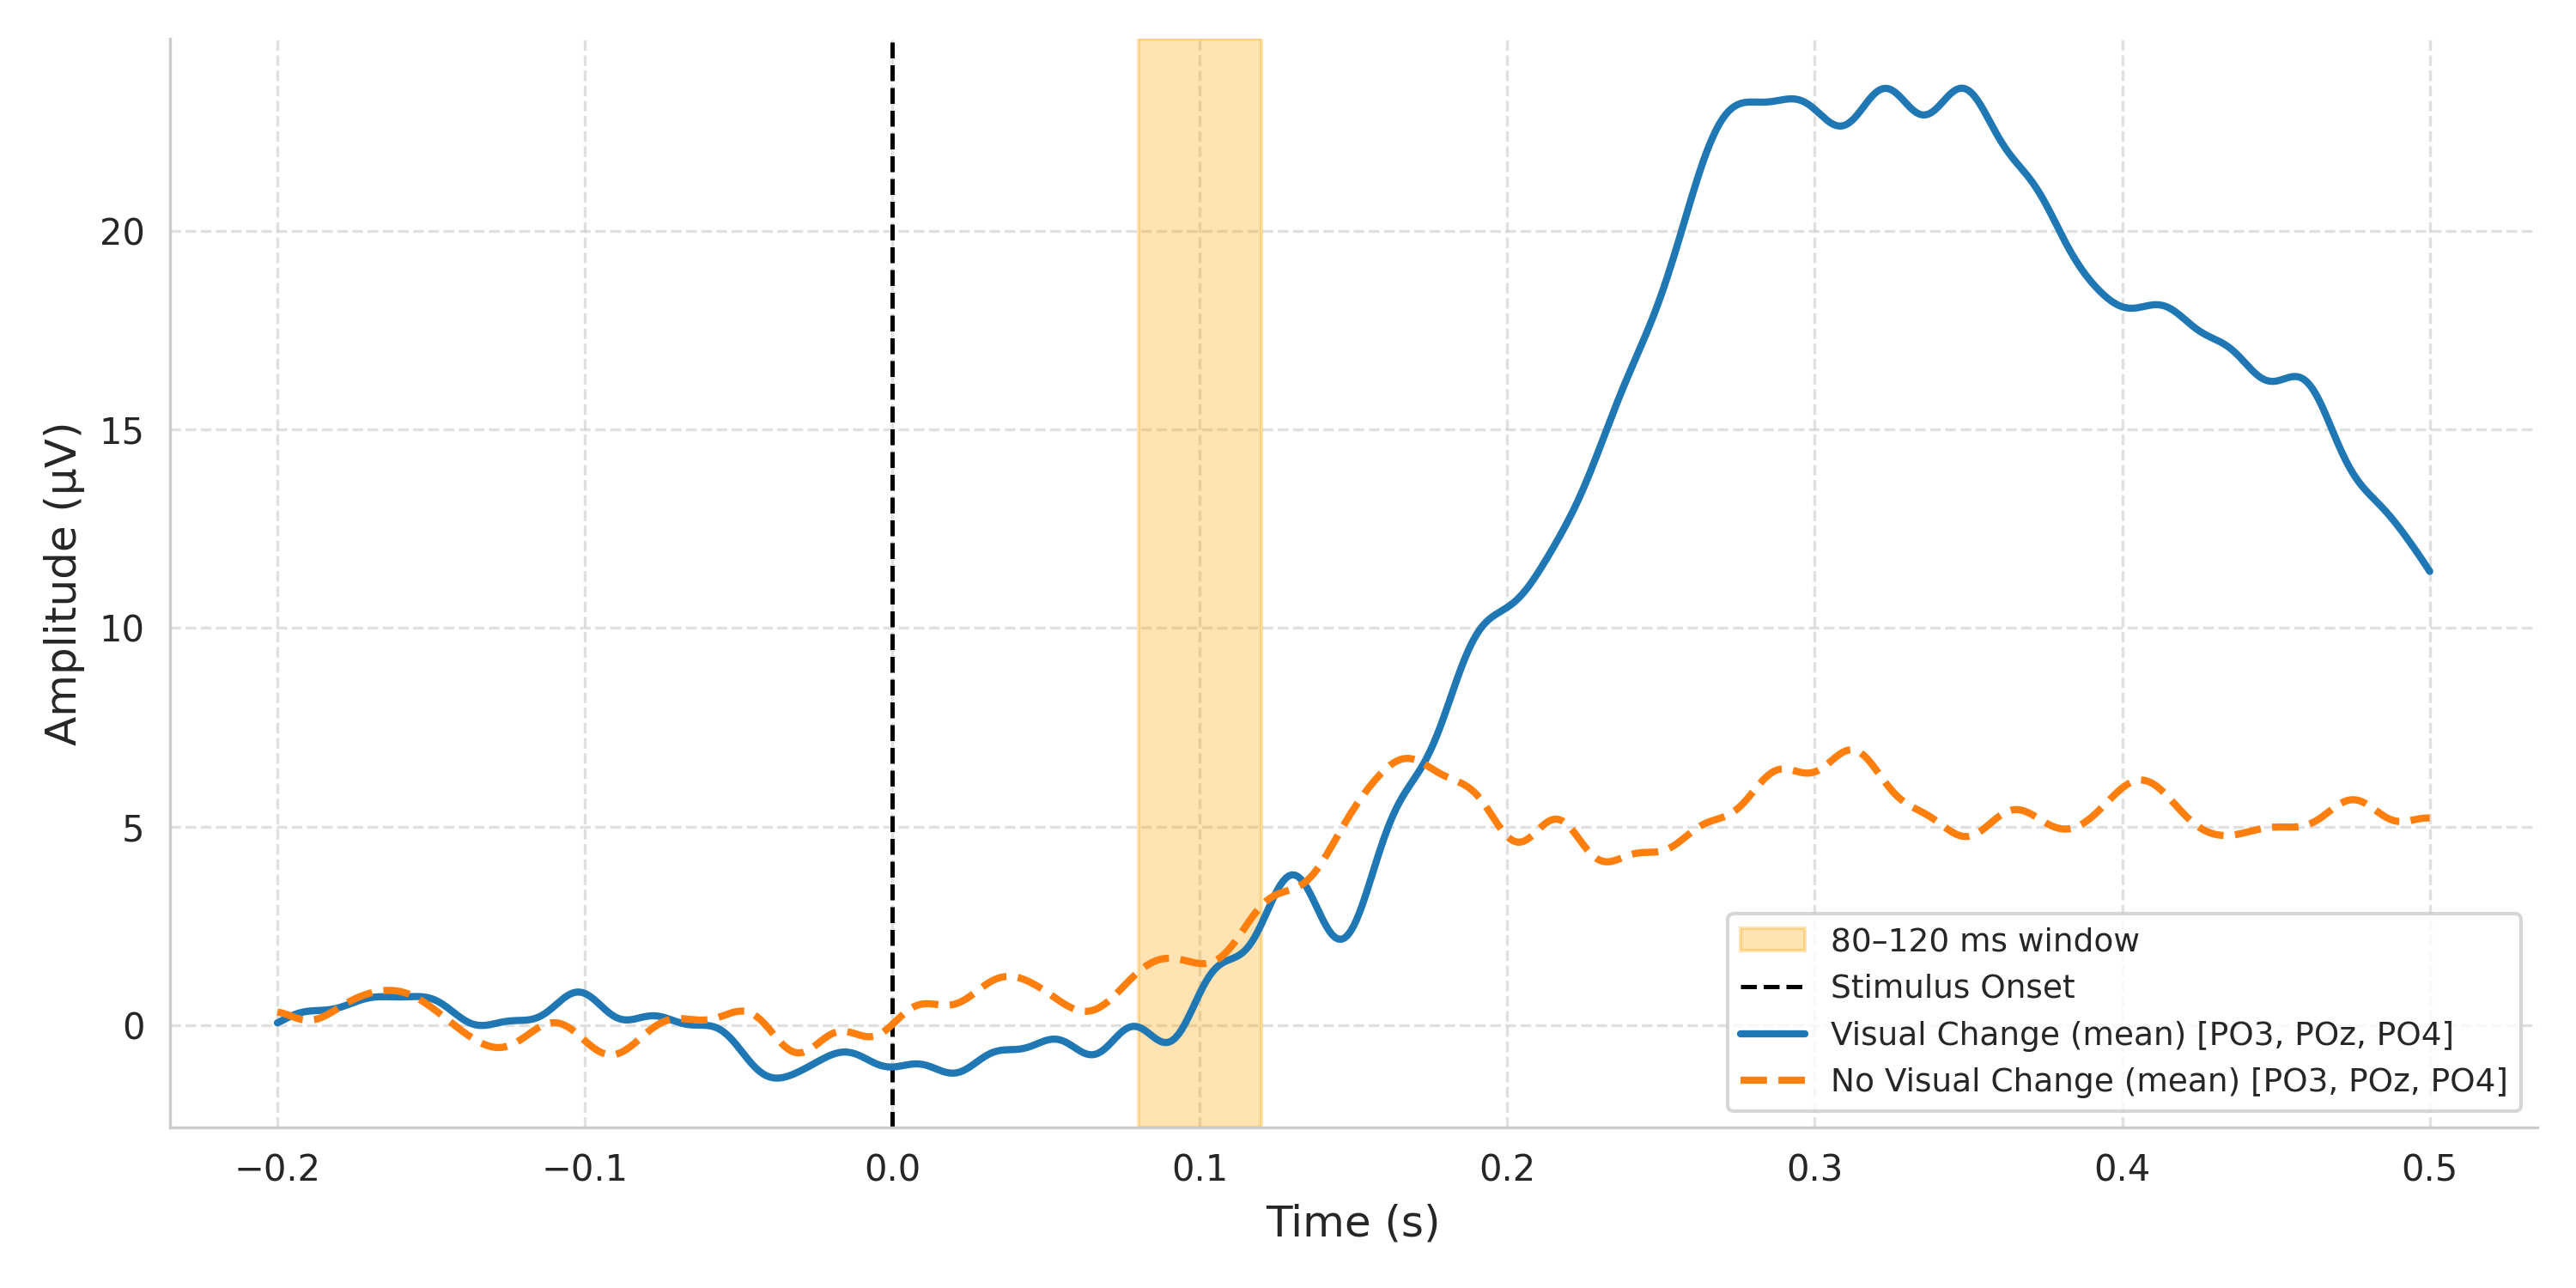 Amplitude (µV)
20
15
10
5
0
−0.2
−0.1
0.0
0.1
0.2
0.3
0.4
0.5
Time (s)
80–120 ms window
Stimulus Onset
Visual Change (mean) [PO3, POz, PO4]
No Visual Change (mean) [PO3, POz, PO4]